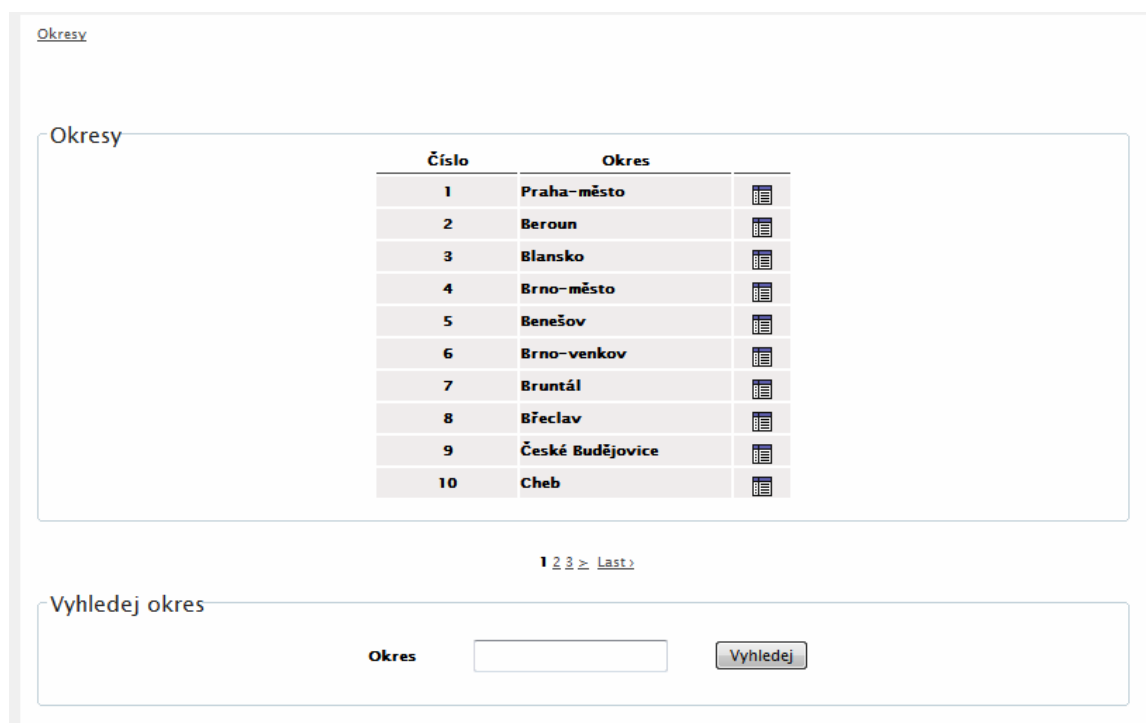 Okresy
Okresy
Číslo Okres
1 Praha-město
2 Beroun
3 Blansko
4 Brno-město
5 Benešov
6 Brno-venkov
7 Bruntál
8 Břeclav
9 České Budějovice
10 Cheb
1 2 3 > Last ›
Vyhledej okres
Okres Vyhledej